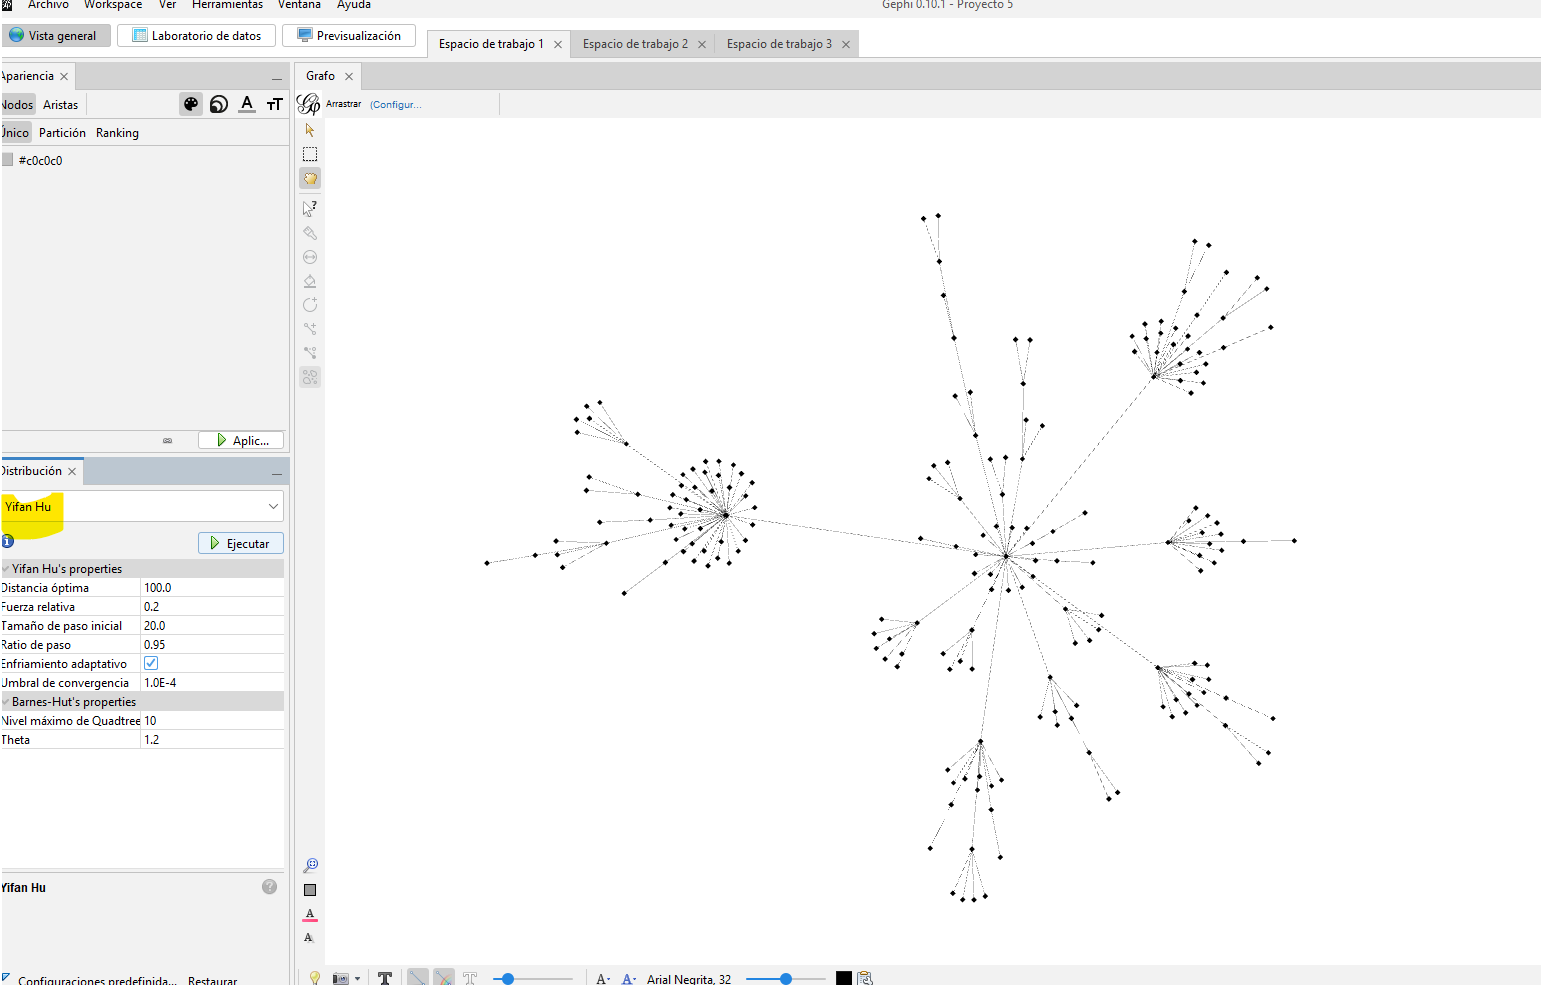 Archivo Workspace Ver Herramientas Ventana Ayuda
Gephi 0.10.1 - Proyecto 5
Vista general
Laboratorio de datos
Previsualización
Espacio de trabajo 1
Espacio de trabajo 2
Espacio de trabajo 3
Apariencia
Nodos Aristas
Único Partición Ranking
#c0c0c0
Aplic...
Distribución
Yifan Hu
Ejecutar
Yifan Hu's properties
Distancia óptima 100.0
Fuerza relativa 0.2
Tamaño de paso inicial 20.0
Ratio de paso 0.95
Enfriamiento adaptativo
Umbral de convergencia 1.0E-4
Barnes-Hut's properties
Nivel máximo de Quadtree 10
Theta 1.2
Yifan Hu
Configuraciones predefinida... Restaurar
Grafo
Arrastrar (Configur...
Arial Negrita, 32